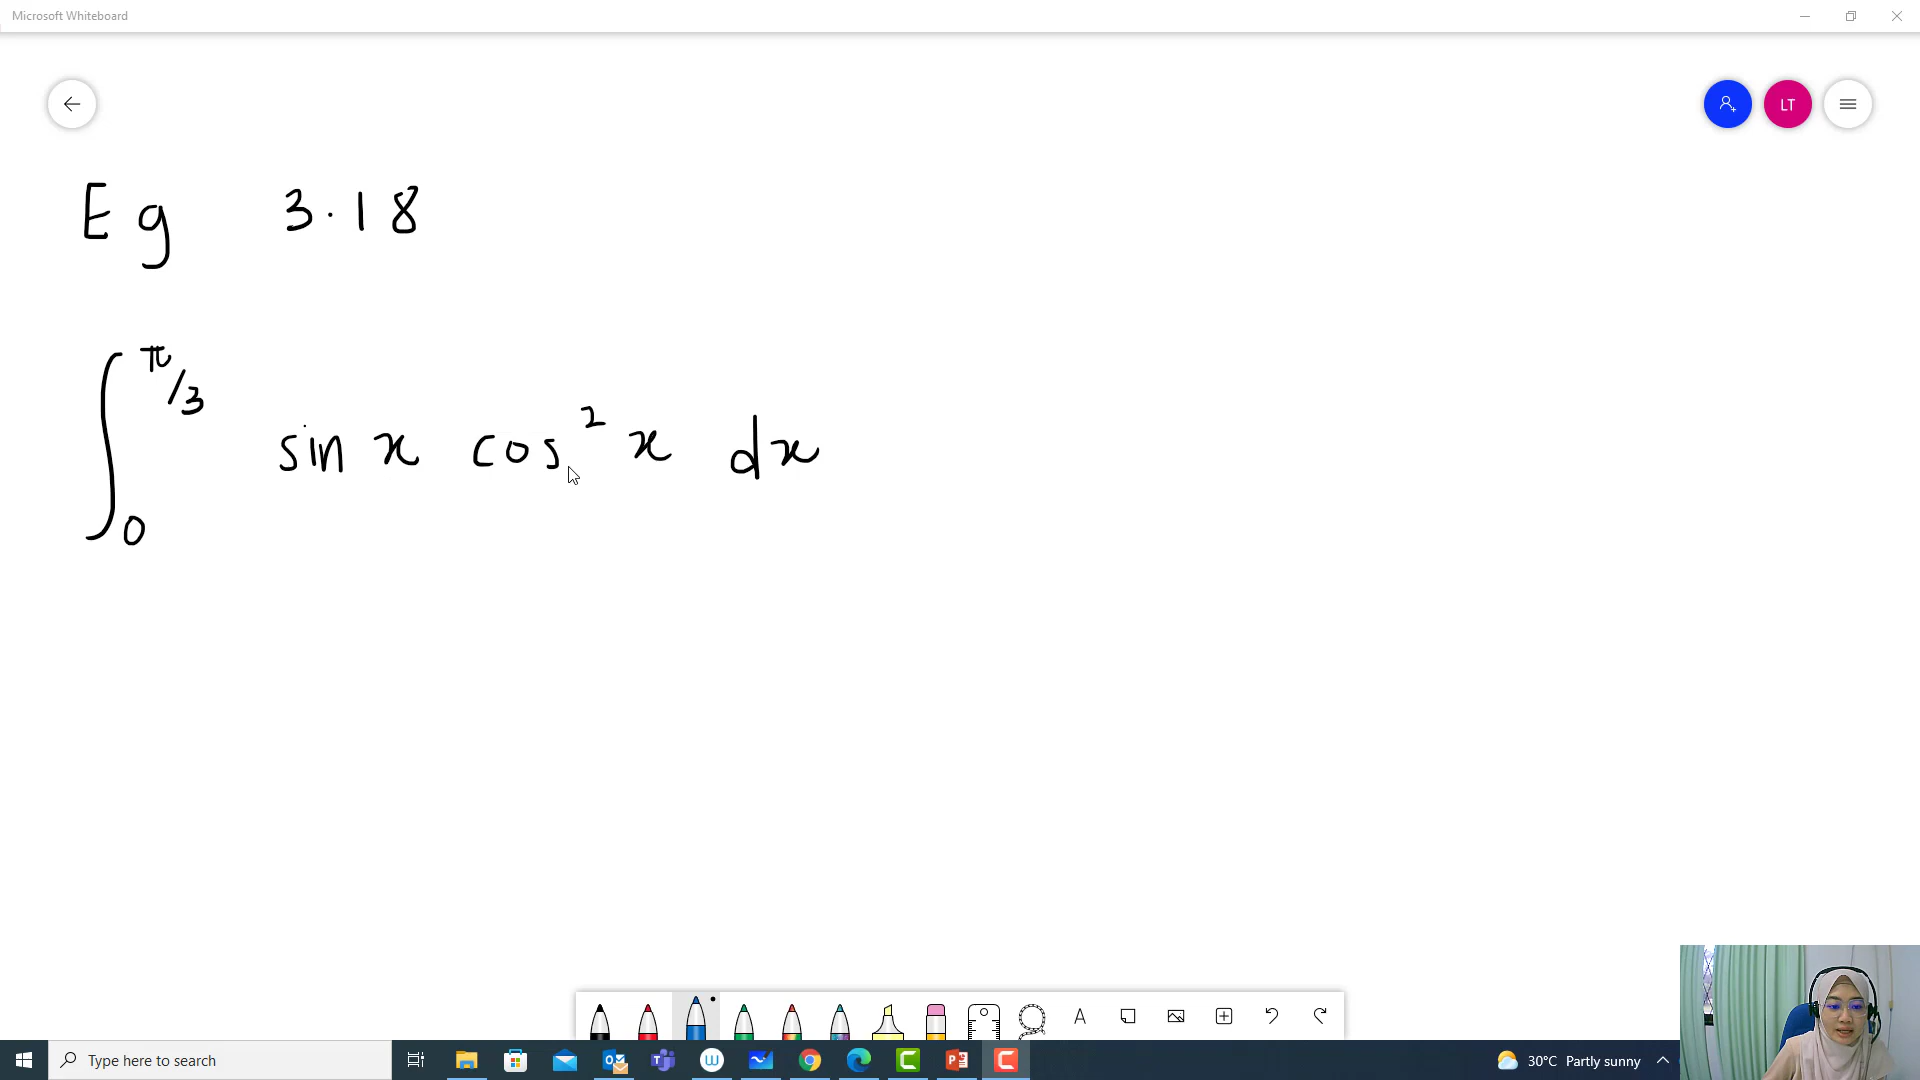 Microsoft Whiteboard
LT
Eg 3.18
∫₀^π/3 sin x cos² x dx
A
Type here to search
30°C Partly sunny